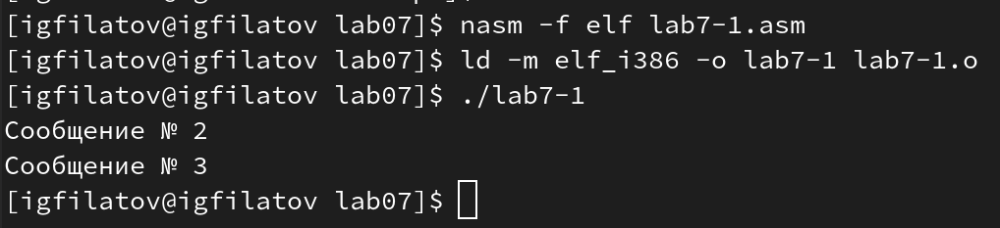 [igfilatov@igfilatov lab07]$ nasm -f elf lab7-1.asm
[igfilatov@igfilatov lab07]$ ld -m elf_i386 -o lab7-1 lab7-1.o
[igfilatov@igfilatov lab07]$ ./lab7-1
Сообщение № 2
Сообщение № 3
[igfilatov@igfilatov lab07]$